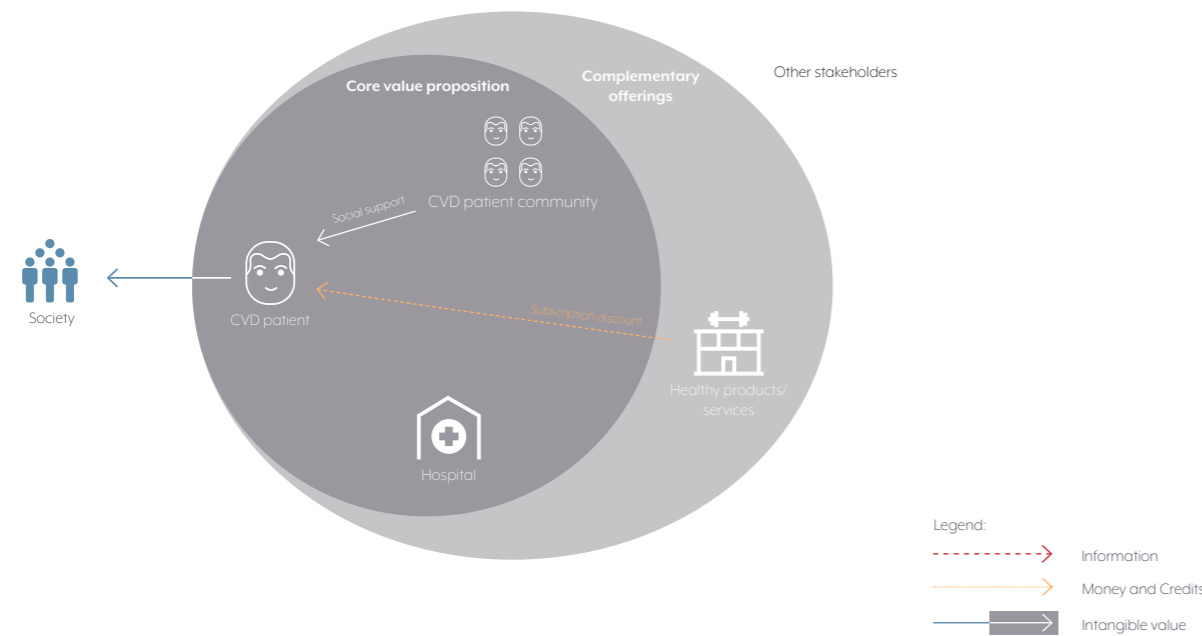 Core value proposition
Complementary
offerings
Other stakeholders
CVD patient community
Social support
Society
CVD patient
Subscription discount
Healthy products/
services
Hospital
Legend:
Information
Money and Credits
Intangible value